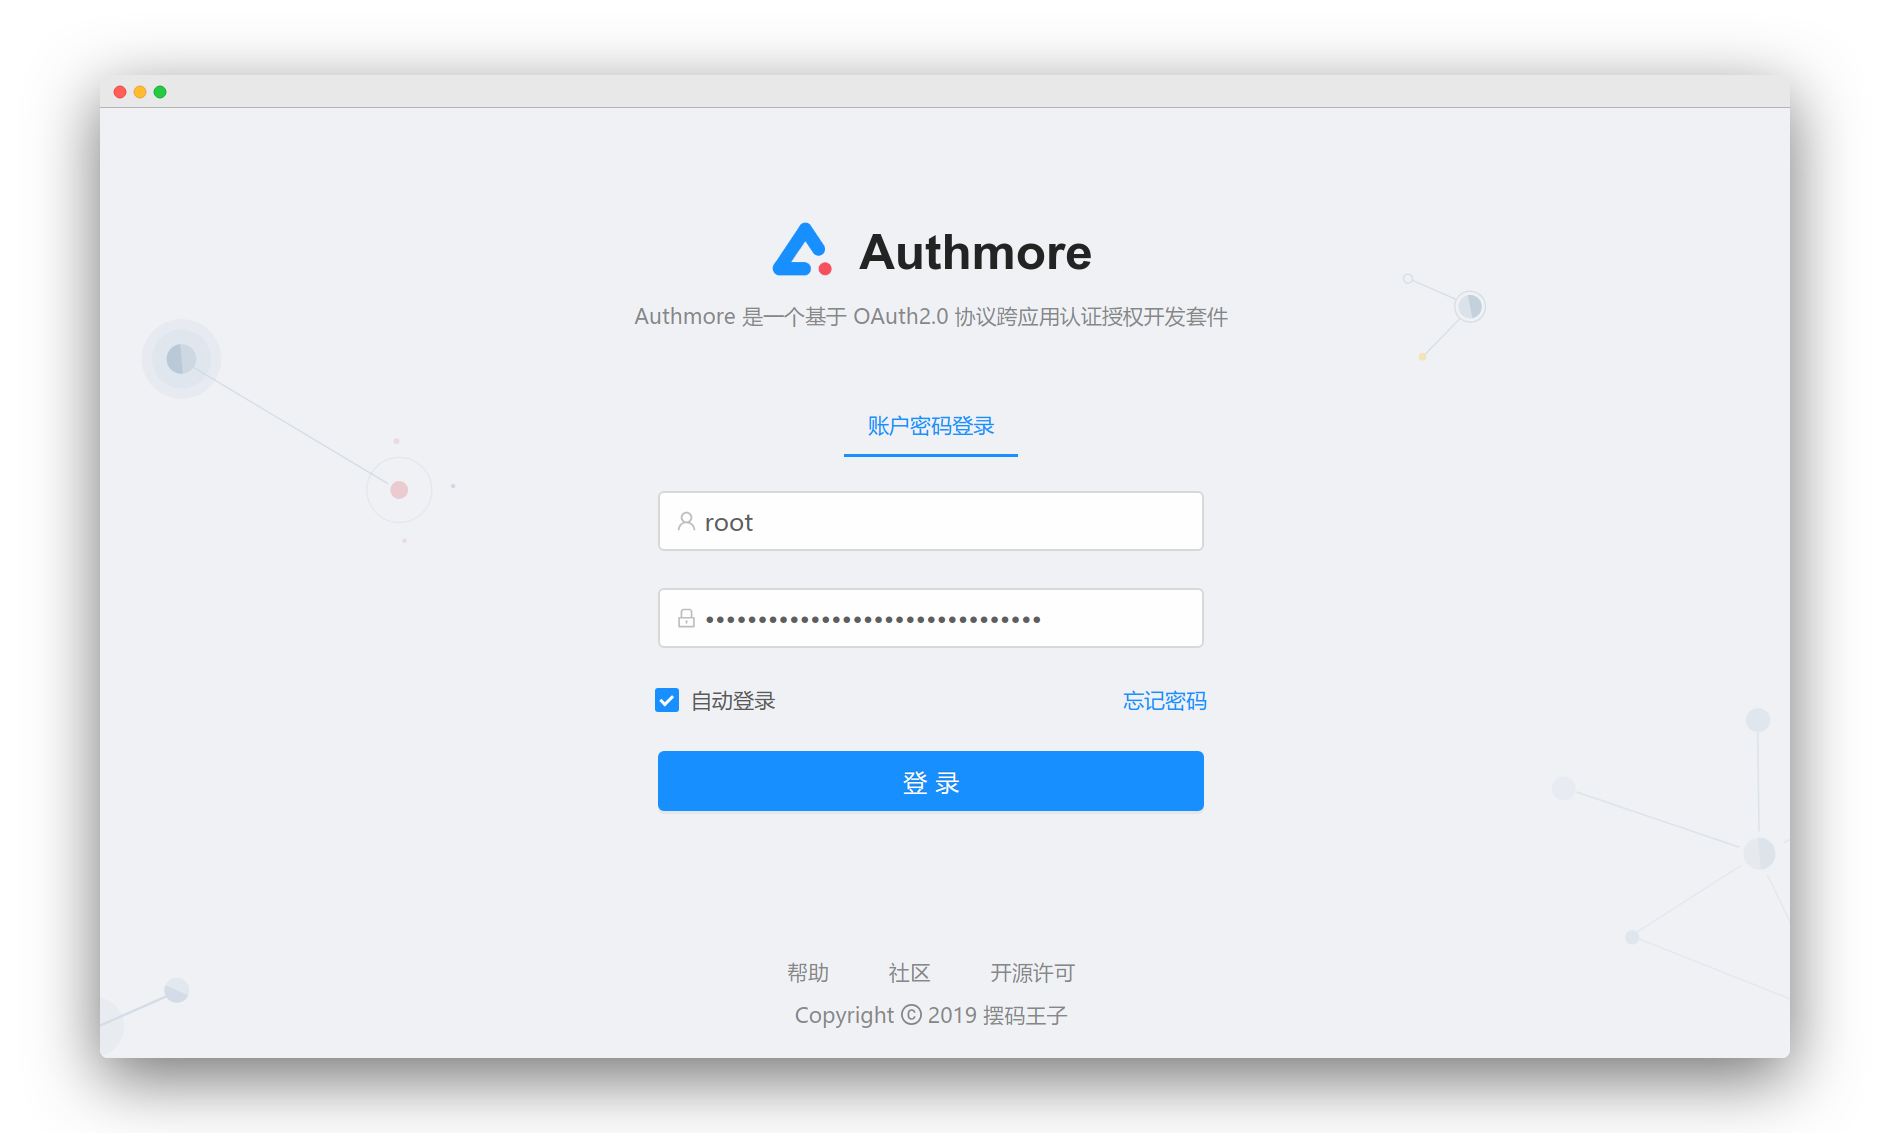 Authmore
Authmore 是一个基于 OAuth2.0 协议跨应用认证授权开发套件
账户密码登录
root
••••••••••••••••••••••••••••••••
自动登录 忘记密码
登 录
帮助 社区 开源许可
Copyright © 2019 摆码王子